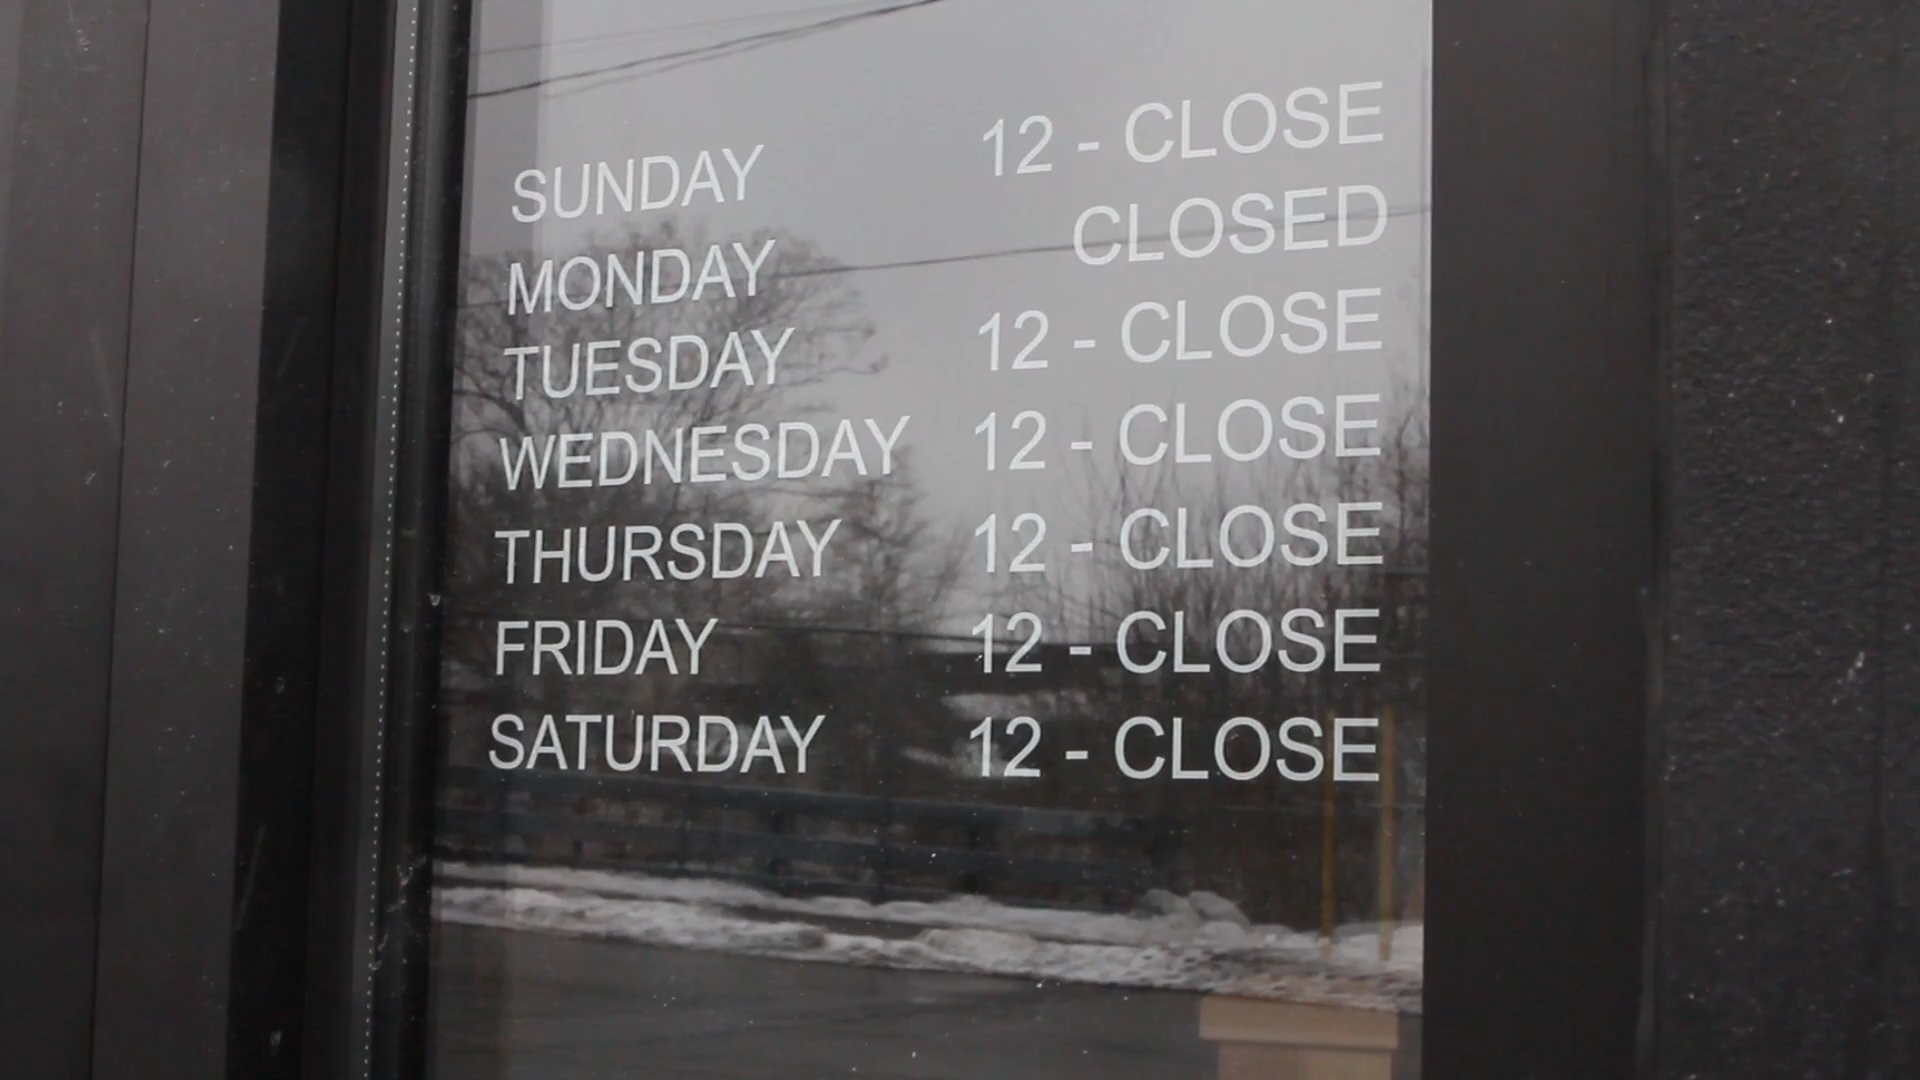 SUNDAY 12 - CLOSE
MONDAY CLOSED
TUESDAY 12 - CLOSE
WEDNESDAY 12 - CLOSE
THURSDAY 12 - CLOSE
FRIDAY 12 - CLOSE
SATURDAY 12 - CLOSE